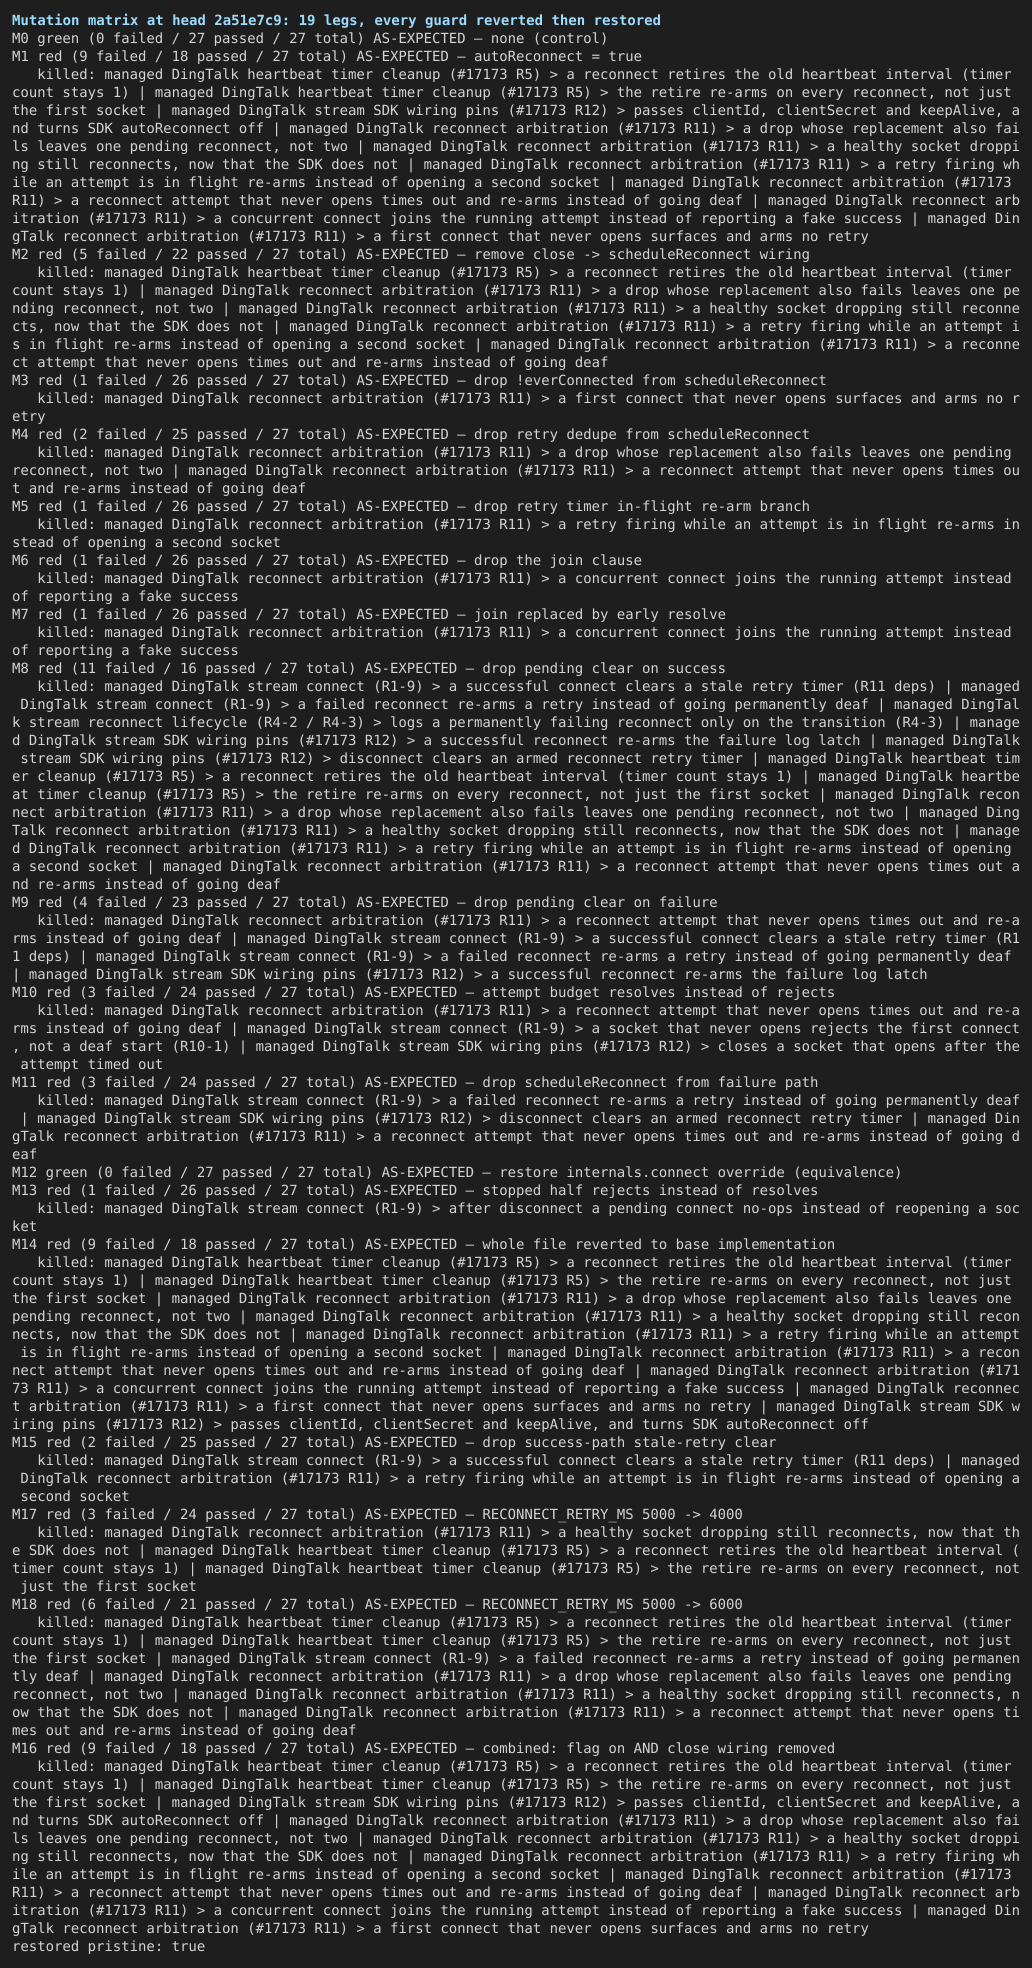 Mutation matrix at head 2a51e7c9: 19 legs, every guard reverted then restored
M0 green (0 failed / 27 passed / 27 total) AS-EXPECTED — none (control)
M1 red (9 failed / 18 passed / 27 total) AS-EXPECTED — autoReconnect = true
   killed: managed DingTalk heartbeat timer cleanup (#17173 R5) > a reconnect retires the old heartbeat interval (timer
count stays 1) | managed DingTalk heartbeat timer cleanup (#17173 R5) > the retire re-arms on every reconnect, not just
the first socket | managed DingTalk stream SDK wiring pins (#17173 R12) > passes clientId, clientSecret and keepAlive, a
nd turns SDK autoReconnect off | managed DingTalk reconnect arbitration (#17173 R11) > a drop whose replacement also fai
ls leaves one pending reconnect, not two | managed DingTalk reconnect arbitration (#17173 R11) > a healthy socket droppi
ng still reconnects, now that the SDK does not | managed DingTalk reconnect arbitration (#17173 R11) > a retry firing wh
ile an attempt is in flight re-arms instead of opening a second socket | managed DingTalk reconnect arbitration (#17173
R11) > a reconnect attempt that never opens times out and re-arms instead of going deaf | managed DingTalk reconnect arb
itration (#17173 R11) > a concurrent connect joins the running attempt instead of reporting a fake success | managed Din
gTalk reconnect arbitration (#17173 R11) > a first connect that never opens surfaces and arms no retry
M2 red (5 failed / 22 passed / 27 total) AS-EXPECTED — remove close -> scheduleReconnect wiring
   killed: managed DingTalk heartbeat timer cleanup (#17173 R5) > a reconnect retires the old heartbeat interval (timer
count stays 1) | managed DingTalk reconnect arbitration (#17173 R11) > a drop whose replacement also fails leaves one pe
nding reconnect, not two | managed DingTalk reconnect arbitration (#17173 R11) > a healthy socket dropping still reconne
cts, now that the SDK does not | managed DingTalk reconnect arbitration (#17173 R11) > a retry firing while an attempt i
s in flight re-arms instead of opening a second socket | managed DingTalk reconnect arbitration (#17173 R11) > a reconne
ct attempt that never opens times out and re-arms instead of going deaf
M3 red (1 failed / 26 passed / 27 total) AS-EXPECTED — drop !everConnected from scheduleReconnect
   killed: managed DingTalk reconnect arbitration (#17173 R11) > a first connect that never opens surfaces and arms no r
etry
M4 red (2 failed / 25 passed / 27 total) AS-EXPECTED — drop retry dedupe from scheduleReconnect
   killed: managed DingTalk reconnect arbitration (#17173 R11) > a drop whose replacement also fails leaves one pending
reconnect, not two | managed DingTalk reconnect arbitration (#17173 R11) > a reconnect attempt that never opens times ou
t and re-arms instead of going deaf
M5 red (1 failed / 26 passed / 27 total) AS-EXPECTED — drop retry timer in-flight re-arm branch
   killed: managed DingTalk reconnect arbitration (#17173 R11) > a retry firing while an attempt is in flight re-arms in
stead of opening a second socket
M6 red (1 failed / 26 passed / 27 total) AS-EXPECTED — drop the join clause
   killed: managed DingTalk reconnect arbitration (#17173 R11) > a concurrent connect joins the running attempt instead
of reporting a fake success
M7 red (1 failed / 26 passed / 27 total) AS-EXPECTED — join replaced by early resolve
   killed: managed DingTalk reconnect arbitration (#17173 R11) > a concurrent connect joins the running attempt instead
of reporting a fake success
M8 red (11 failed / 16 passed / 27 total) AS-EXPECTED — drop pending clear on success
   killed: managed DingTalk stream connect (R1-9) > a successful connect clears a stale retry timer (R11 deps) | managed
 DingTalk stream connect (R1-9) > a failed reconnect re-arms a retry instead of going permanently deaf | managed DingTal
k stream reconnect lifecycle (R4-2 / R4-3) > logs a permanently failing reconnect only on the transition (R4-3) | manage
d DingTalk stream SDK wiring pins (#17173 R12) > a successful reconnect re-arms the failure log latch | managed DingTalk
 stream SDK wiring pins (#17173 R12) > disconnect clears an armed reconnect retry timer | managed DingTalk heartbeat tim
er cleanup (#17173 R5) > a reconnect retires the old heartbeat interval (timer count stays 1) | managed DingTalk heartbe
at timer cleanup (#17173 R5) > the retire re-arms on every reconnect, not just the first socket | managed DingTalk recon
nect arbitration (#17173 R11) > a drop whose replacement also fails leaves one pending reconnect, not two | managed Ding
Talk reconnect arbitration (#17173 R11) > a healthy socket dropping still reconnects, now that the SDK does not | manage
d DingTalk reconnect arbitration (#17173 R11) > a retry firing while an attempt is in flight re-arms instead of opening
a second socket | managed DingTalk reconnect arbitration (#17173 R11) > a reconnect attempt that never opens times out a
nd re-arms instead of going deaf
M9 red (4 failed / 23 passed / 27 total) AS-EXPECTED — drop pending clear on failure
   killed: managed DingTalk reconnect arbitration (#17173 R11) > a reconnect attempt that never opens times out and re-a
rms instead of going deaf | managed DingTalk stream connect (R1-9) > a successful connect clears a stale retry timer (R1
1 deps) | managed DingTalk stream connect (R1-9) > a failed reconnect re-arms a retry instead of going permanently deaf
| managed DingTalk stream SDK wiring pins (#17173 R12) > a successful reconnect re-arms the failure log latch
M10 red (3 failed / 24 passed / 27 total) AS-EXPECTED — attempt budget resolves instead of rejects
   killed: managed DingTalk reconnect arbitration (#17173 R11) > a reconnect attempt that never opens times out and re-a
rms instead of going deaf | managed DingTalk stream connect (R1-9) > a socket that never opens rejects the first connect
, not a deaf start (R10-1) | managed DingTalk stream SDK wiring pins (#17173 R12) > closes a socket that opens after the
 attempt timed out
M11 red (3 failed / 24 passed / 27 total) AS-EXPECTED — drop scheduleReconnect from failure path
   killed: managed DingTalk stream connect (R1-9) > a failed reconnect re-arms a retry instead of going permanently deaf
 | managed DingTalk stream SDK wiring pins (#17173 R12) > disconnect clears an armed reconnect retry timer | managed Din
gTalk reconnect arbitration (#17173 R11) > a reconnect attempt that never opens times out and re-arms instead of going d
eaf
M12 green (0 failed / 27 passed / 27 total) AS-EXPECTED — restore internals.connect override (equivalence)
M13 red (1 failed / 26 passed / 27 total) AS-EXPECTED — stopped half rejects instead of resolves
   killed: managed DingTalk stream connect (R1-9) > after disconnect a pending connect no-ops instead of reopening a soc
ket
M14 red (9 failed / 18 passed / 27 total) AS-EXPECTED — whole file reverted to base implementation
   killed: managed DingTalk heartbeat timer cleanup (#17173 R5) > a reconnect retires the old heartbeat interval (timer
count stays 1) | managed DingTalk heartbeat timer cleanup (#17173 R5) > the retire re-arms on every reconnect, not just
the first socket | managed DingTalk reconnect arbitration (#17173 R11) > a drop whose replacement also fails leaves one
pending reconnect, not two | managed DingTalk reconnect arbitration (#17173 R11) > a healthy socket dropping still recon
nects, now that the SDK does not | managed DingTalk reconnect arbitration (#17173 R11) > a retry firing while an attempt
 is in flight re-arms instead of opening a second socket | managed DingTalk reconnect arbitration (#17173 R11) > a recon
nect attempt that never opens times out and re-arms instead of going deaf | managed DingTalk reconnect arbitration (#171
73 R11) > a concurrent connect joins the running attempt instead of reporting a fake success | managed DingTalk reconnec
t arbitration (#17173 R11) > a first connect that never opens surfaces and arms no retry | managed DingTalk stream SDK w
iring pins (#17173 R12) > passes clientId, clientSecret and keepAlive, and turns SDK autoReconnect off
M15 red (2 failed / 25 passed / 27 total) AS-EXPECTED — drop success-path stale-retry clear
   killed: managed DingTalk stream connect (R1-9) > a successful connect clears a stale retry timer (R11 deps) | managed
 DingTalk reconnect arbitration (#17173 R11) > a retry firing while an attempt is in flight re-arms instead of opening a
 second socket
M17 red (3 failed / 24 passed / 27 total) AS-EXPECTED — RECONNECT_RETRY_MS 5000 -> 4000
   killed: managed DingTalk reconnect arbitration (#17173 R11) > a healthy socket dropping still reconnects, now that th
e SDK does not | managed DingTalk heartbeat timer cleanup (#17173 R5) > a reconnect retires the old heartbeat interval (
timer count stays 1) | managed DingTalk heartbeat timer cleanup (#17173 R5) > the retire re-arms on every reconnect, not
 just the first socket
M18 red (6 failed / 21 passed / 27 total) AS-EXPECTED — RECONNECT_RETRY_MS 5000 -> 6000
   killed: managed DingTalk heartbeat timer cleanup (#17173 R5) > a reconnect retires the old heartbeat interval (timer
count stays 1) | managed DingTalk heartbeat timer cleanup (#17173 R5) > the retire re-arms on every reconnect, not just
the first socket | managed DingTalk stream connect (R1-9) > a failed reconnect re-arms a retry instead of going permanen
tly deaf | managed DingTalk reconnect arbitration (#17173 R11) > a drop whose replacement also fails leaves one pending
reconnect, not two | managed DingTalk reconnect arbitration (#17173 R11) > a healthy socket dropping still reconnects, n
ow that the SDK does not | managed DingTalk reconnect arbitration (#17173 R11) > a reconnect attempt that never opens ti
mes out and re-arms instead of going deaf
M16 red (9 failed / 18 passed / 27 total) AS-EXPECTED — combined: flag on AND close wiring removed
   killed: managed DingTalk heartbeat timer cleanup (#17173 R5) > a reconnect retires the old heartbeat interval (timer
count stays 1) | managed DingTalk heartbeat timer cleanup (#17173 R5) > the retire re-arms on every reconnect, not just
the first socket | managed DingTalk stream SDK wiring pins (#17173 R12) > passes clientId, clientSecret and keepAlive, a
nd turns SDK autoReconnect off | managed DingTalk reconnect arbitration (#17173 R11) > a drop whose replacement also fai
ls leaves one pending reconnect, not two | managed DingTalk reconnect arbitration (#17173 R11) > a healthy socket droppi
ng still reconnects, now that the SDK does not | managed DingTalk reconnect arbitration (#17173 R11) > a retry firing wh
ile an attempt is in flight re-arms instead of opening a second socket | managed DingTalk reconnect arbitration (#17173
R11) > a reconnect attempt that never opens times out and re-arms instead of going deaf | managed DingTalk reconnect arb
itration (#17173 R11) > a concurrent connect joins the running attempt instead of reporting a fake success | managed Din
gTalk reconnect arbitration (#17173 R11) > a first connect that never opens surfaces and arms no retry
restored pristine: true